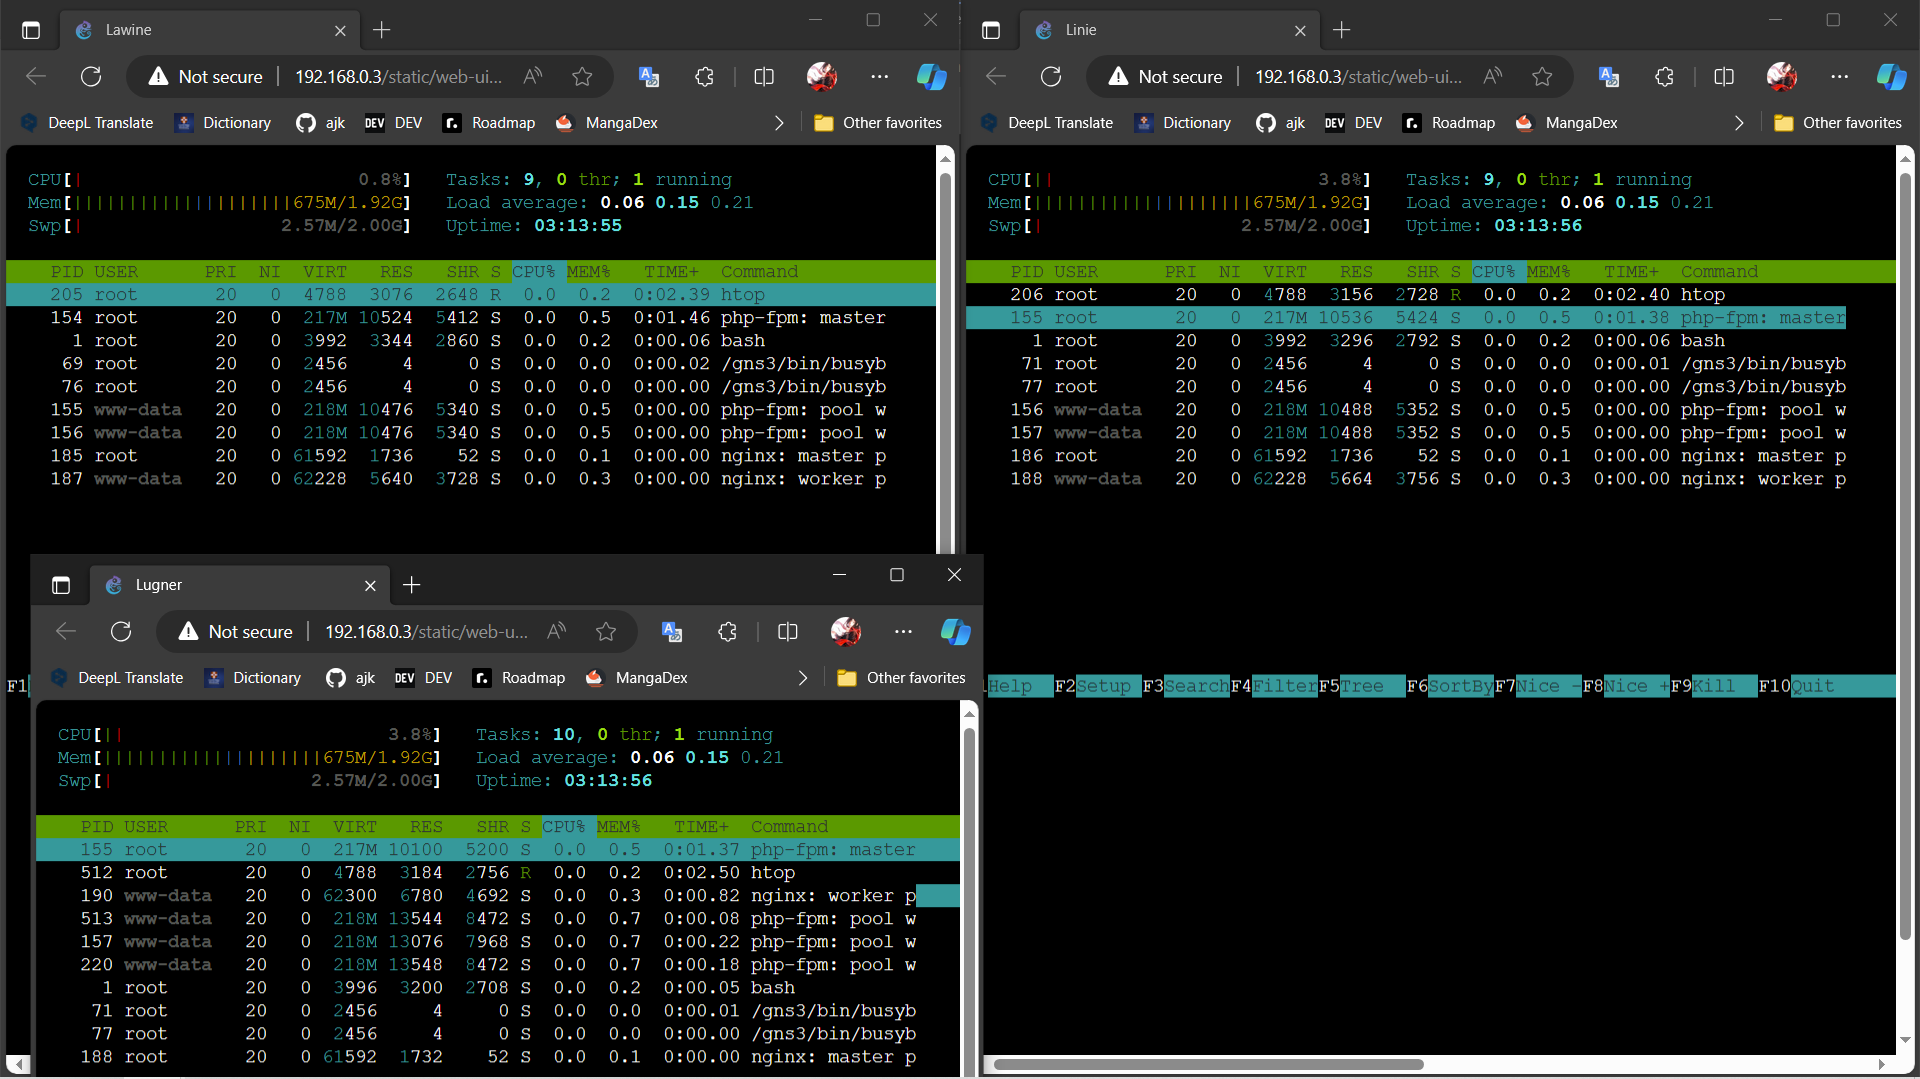 Lawine
Not secure 192.168.0.3/static/web-ui...
DeepL Translate Dictionary ajk DEV DEV Roadmap MangaDex Other favorites
CPU[| 0.8%] Tasks: 9, 0 thr; 1 running
Mem[||||||||||||||||||||675M/1.92G] Load average: 0.06 0.15 0.21
Swp[| 2.57M/2.00G] Uptime: 03:13:55
PID USER PRI NI VIRT RES SHR S CPU% MEM% TIME+ Command
205 root 20 0 4788 3076 2648 R 0.0 0.2 0:02.39 htop
154 root 20 0 217M 10524 5412 S 0.0 0.5 0:01.46 php-fpm: master
1 root 20 0 3992 3344 2860 S 0.0 0.2 0:00.06 bash
69 root 20 0 2456 4 0 S 0.0 0.0 0:00.02 /gns3/bin/busyb
76 root 20 0 2456 4 0 S 0.0 0.0 0:00.00 /gns3/bin/busyb
155 www-data 20 0 218M 10476 5340 S 0.0 0.5 0:00.00 php-fpm: pool w
156 www-data 20 0 218M 10476 5340 S 0.0 0.5 0:00.00 php-fpm: pool w
185 root 20 0 61592 1736 52 S 0.0 0.1 0:00.00 nginx: master p
187 www-data 20 0 62228 5640 3728 S 0.0 0.3 0:00.00 nginx: worker p
F1
Linie
Not secure 192.168.0.3/static/web-ui...
DeepL Translate Dictionary ajk DEV DEV Roadmap MangaDex Other favorites
CPU[|| 3.8%] Tasks: 9, 0 thr; 1 running
Mem[||||||||||||||||||||675M/1.92G] Load average: 0.06 0.15 0.21
Swp[| 2.57M/2.00G] Uptime: 03:13:56
PID USER PRI NI VIRT RES SHR S CPU% MEM% TIME+ Command
206 root 20 0 4788 3156 2728 R 0.0 0.2 0:02.40 htop
155 root 20 0 217M 10536 5424 S 0.0 0.5 0:01.38 php-fpm: master
1 root 20 0 3992 3296 2792 S 0.0 0.2 0:00.06 bash
71 root 20 0 2456 4 0 S 0.0 0.0 0:00.01 /gns3/bin/busyb
77 root 20 0 2456 4 0 S 0.0 0.0 0:00.00 /gns3/bin/busyb
156 www-data 20 0 218M 10488 5352 S 0.0 0.5 0:00.00 php-fpm: pool w
157 www-data 20 0 218M 10488 5352 S 0.0 0.5 0:00.00 php-fpm: pool w
186 root 20 0 61592 1736 52 S 0.0 0.1 0:00.00 nginx: master p
188 www-data 20 0 62228 5664 3756 S 0.0 0.3 0:00.00 nginx: worker p
Help F2Setup F3SearchF4FilterF5Tree F6SortByF7Nice -F8Nice +F9Kill F10Quit
Lugner
Not secure 192.168.0.3/static/web-u...
DeepL Translate Dictionary ajk DEV DEV Roadmap MangaDex Other favorites
CPU[|| 3.8%] Tasks: 10, 0 thr; 1 running
Mem[||||||||||||||||||||675M/1.92G] Load average: 0.06 0.15 0.21
Swp[| 2.57M/2.00G] Uptime: 03:13:56
PID USER PRI NI VIRT RES SHR S CPU% MEM% TIME+ Command
155 root 20 0 217M 10100 5200 S 0.0 0.5 0:01.37 php-fpm: master
512 root 20 0 4788 3184 2756 R 0.0 0.2 0:02.50 htop
190 www-data 20 0 62300 6780 4692 S 0.0 0.3 0:00.82 nginx: worker p
513 www-data 20 0 218M 13544 8472 S 0.0 0.7 0:00.08 php-fpm: pool w
157 www-data 20 0 218M 13076 7968 S 0.0 0.7 0:00.22 php-fpm: pool w
220 www-data 20 0 218M 13548 8472 S 0.0 0.7 0:00.18 php-fpm: pool w
1 root 20 0 3996 3200 2708 S 0.0 0.2 0:00.05 bash
71 root 20 0 2456 4 0 S 0.0 0.0 0:00.01 /gns3/bin/busyb
77 root 20 0 2456 4 0 S 0.0 0.0 0:00.00 /gns3/bin/busyb
188 root 20 0 61592 1732 52 S 0.0 0.1 0:00.00 nginx: master p